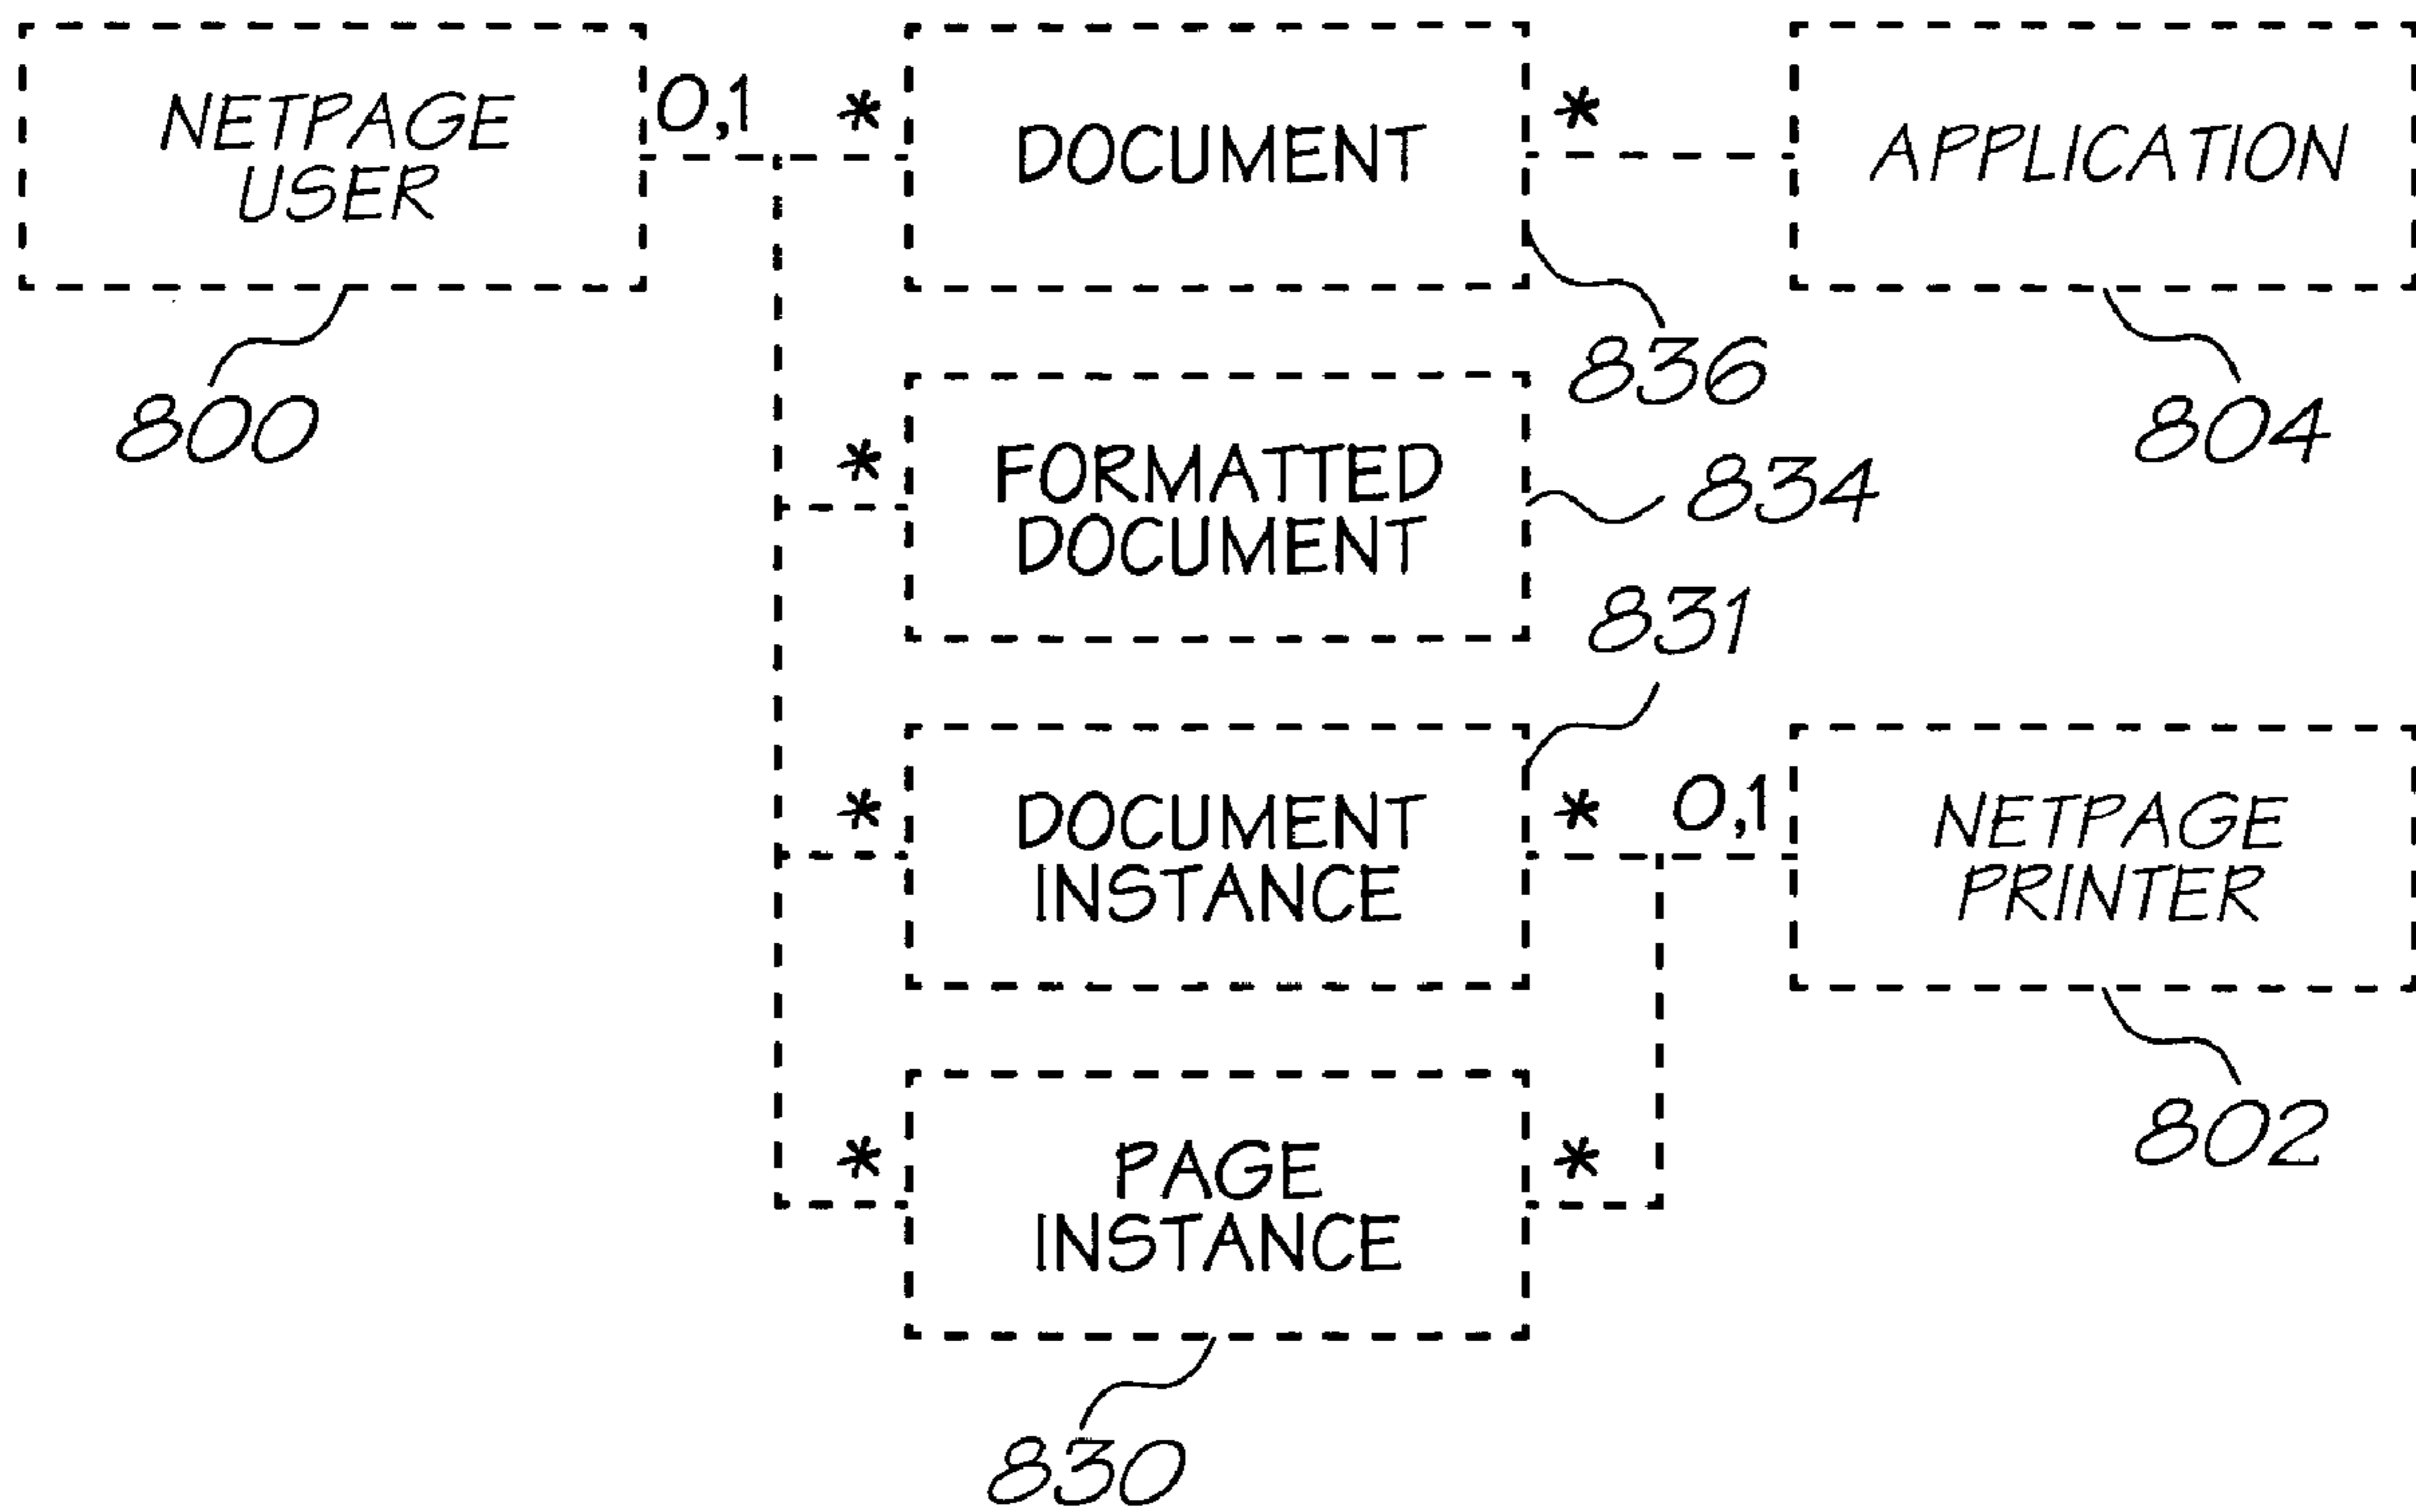 NETPAGE
USER
0,1
*
DOCUMENT
*
APPLICATION
800
836
804
*
FORMATTED
DOCUMENT
834
831
*
DOCUMENT
INSTANCE
*
0,1
NETPAGE
PRINTER
802
*
PAGE
INSTANCE
*
830